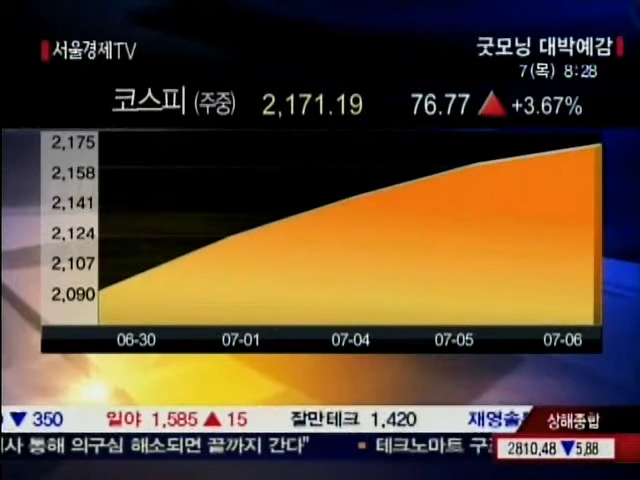 서울경제TV
굿모닝 대박예감
7(목) 8:28
코스피 (주중) 2,171.19 76.77 ▲ +3.67%
2,175
2,158
2,141
2,124
2,107
2,090
06-30 07-01 07-04 07-05 07-06
▼ 350 일야 1,585 ▲ 15 잘만테크 1,420 재영솔
상해종합
사 통해 의구심 해소되면 끝까지 간다" ▪ 테크노마트
2810,48 ▼5,88